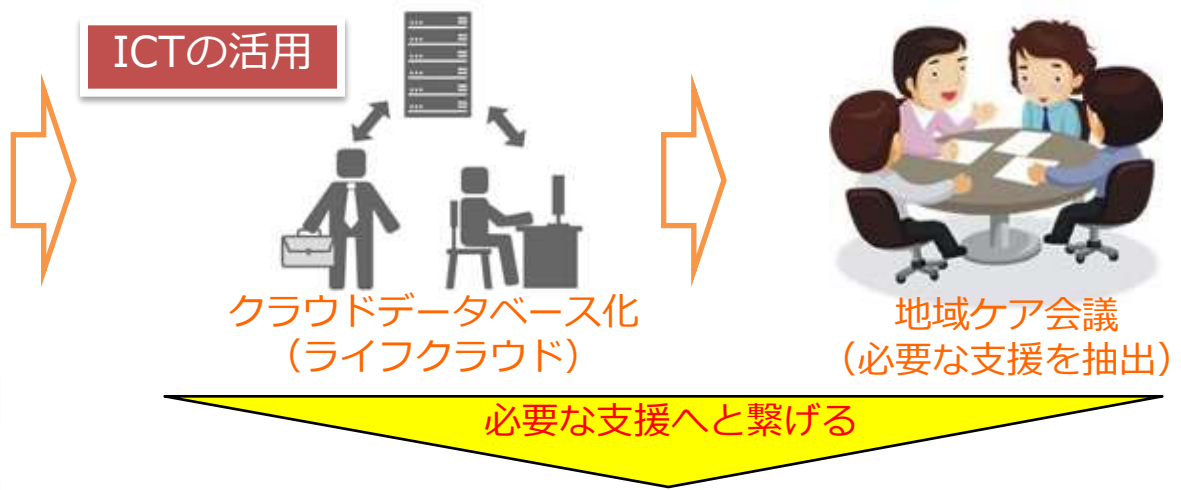 ICTの活用
クラウドデータベース化
（ライフクラウド）
地域ケア会議
（必要な支援を抽出）
必要な支援へと繋げる